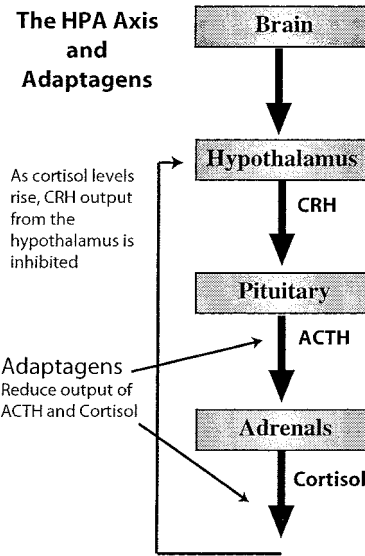 The HPA Axis
and
Adaptagens
Brain
Hypothalamus
As cortisol levels
rise, CRH output
from the
hypothalamus is
inhibited
CRH
Pituitary
ACTH
Adaptagens
Reduce output of
ACTH and Cortisol
Adrenals
Cortisol